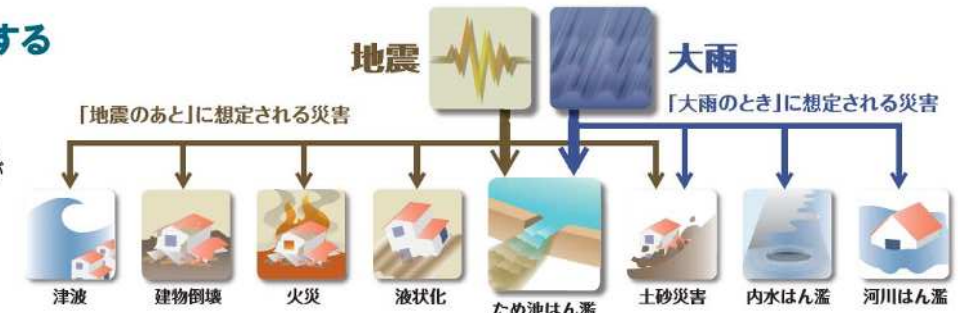 する
地震
大雨
「地震のあと」に想定される災害
「大雨のとき」に想定される災害
が
津波
建物倒壊
火災
液状化
ため池はん濫
土砂災害
内水はん濫
河川はん濫